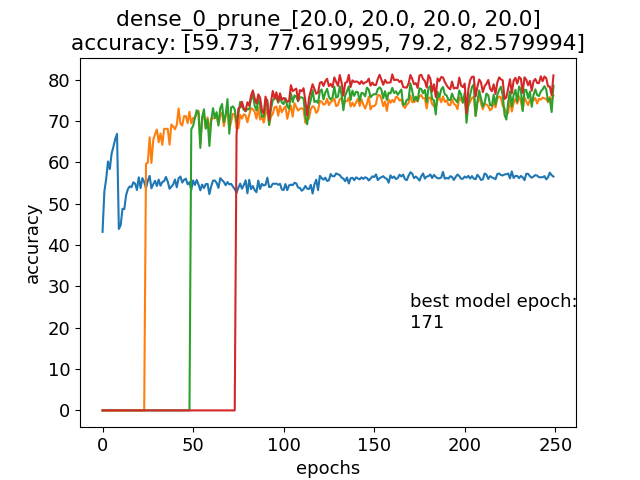 dense_0_prune_[20.0, 20.0, 20.0, 20.0]
accuracy: [59.73, 77.619995, 79.2, 82.579994]
80
70
60
50
40
30
20
10
0
accuracy
best model epoch:
171
0 50 100 150 200 250
epochs